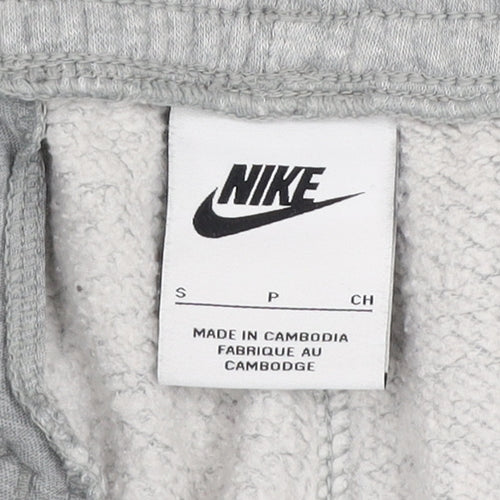 NIKE
S P CH
MADE IN CAMBODIA
FABRIQUE AU
CAMBODGE